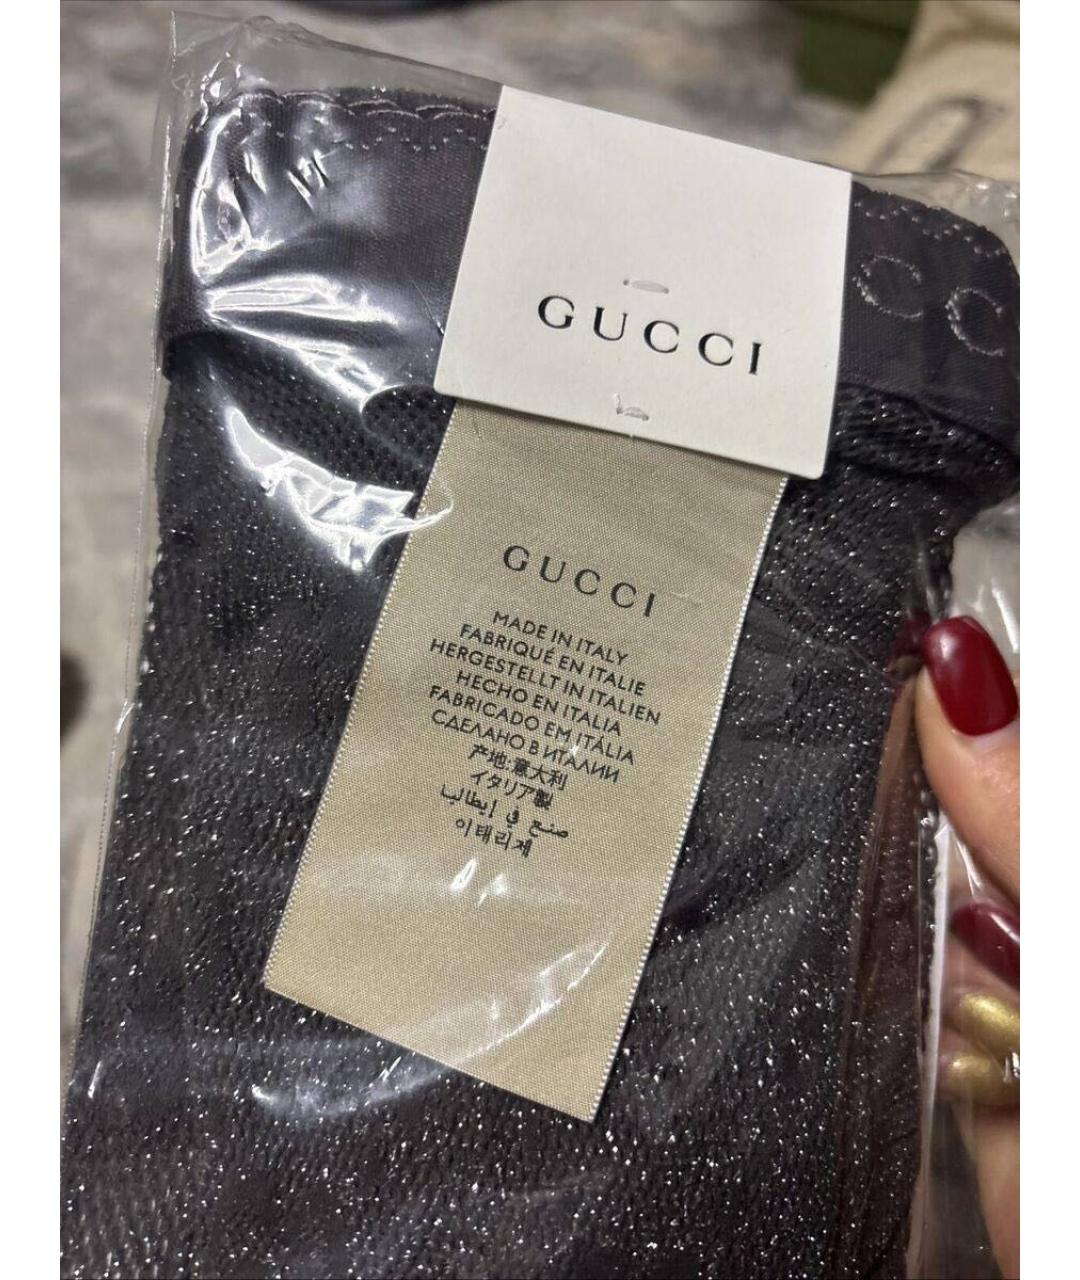 GUCCI
GUCCI
MADE IN ITALY
FABRIQUÉ EN ITALIE
HERGESTELLT IN ITALIEN
HECHO EN ITALIA
FABRICADO EM ITÁLIA
СДЕЛАНО В ИТАЛИИ
产地:意大利
イタリア製
صنع في إيطاليا
이태리제